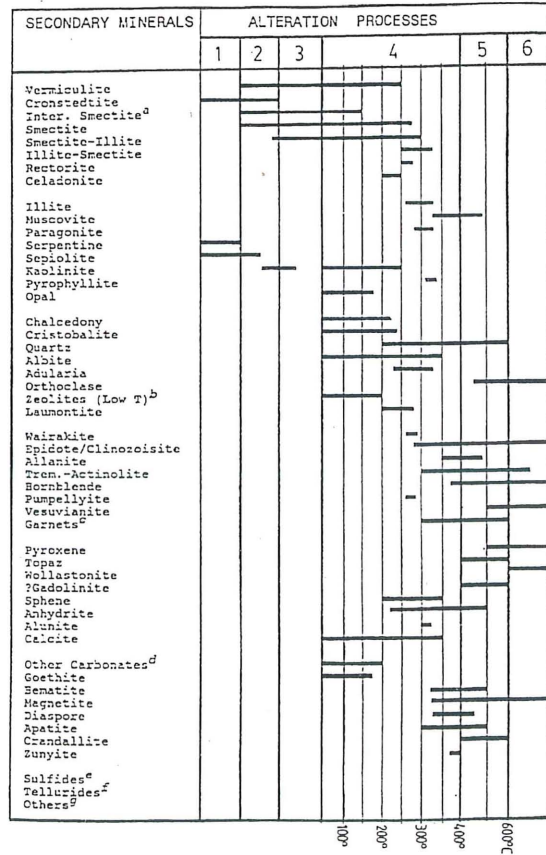 SECONDARY MINERALS
ALTERATION PROCESSES
1 2 3 4 5 6
Vermiculite
Cronstedtite
Inter. Smectite a
Smectite
Smectite-Illite
Illite-Smectite
Rectorite
Celadonite
Illite
Muscovite
Paragonite
Serpentine
Sepiolite
Kaolinite
Pyrophyllite
Opal
Chalcedony
Cristobalite
Quartz
Albite
Adularia
Orthoclase
Zeolites (Low T) b
Laumontite
Wairakite
Epidote/Clinozoisite
Allanite
Trem.-Actinolite
Hornblende
Pumpellyite
Vesuvianite
Garnets c
Pyroxene
Topaz
Wollastonite
?Gadolinite
Sphene
Anhydrite
Alunite
Calcite
Other Carbonates d
Goethite
Hematite
Magnetite
Diaspore
Apatite
Crandallite
Zunyite
Sulfides e
Tellurides f
Others g
100° 200° 300° 400° 600°C